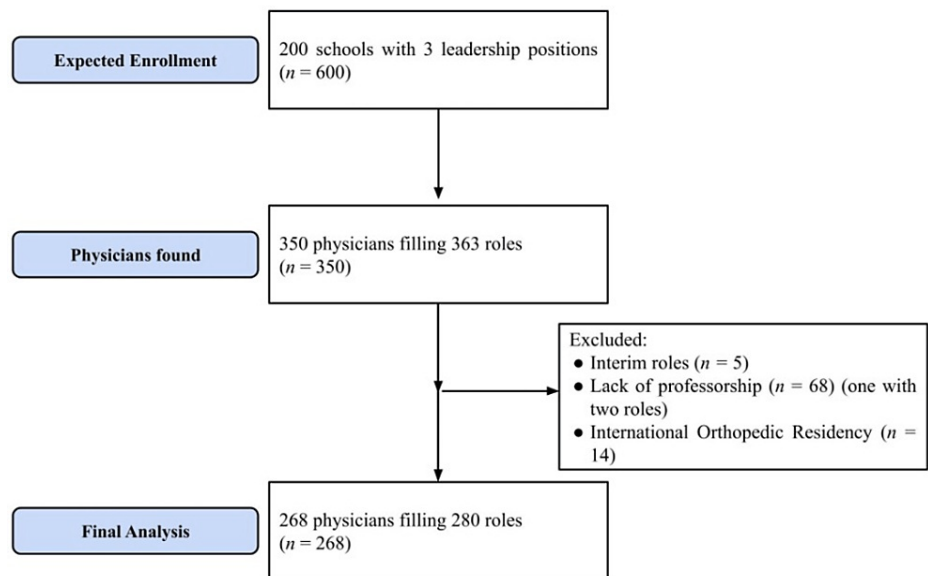 Expected Enrollment
200 schools with 3 leadership positions
(n = 600)
Physicians found
350 physicians filling 363 roles
(n = 350)
Excluded:
● Interim roles (n = 5)
● Lack of professorship (n = 68) (one with
two roles)
● International Orthopedic Residency (n =
14)
Final Analysis
268 physicians filling 280 roles
(n = 268)